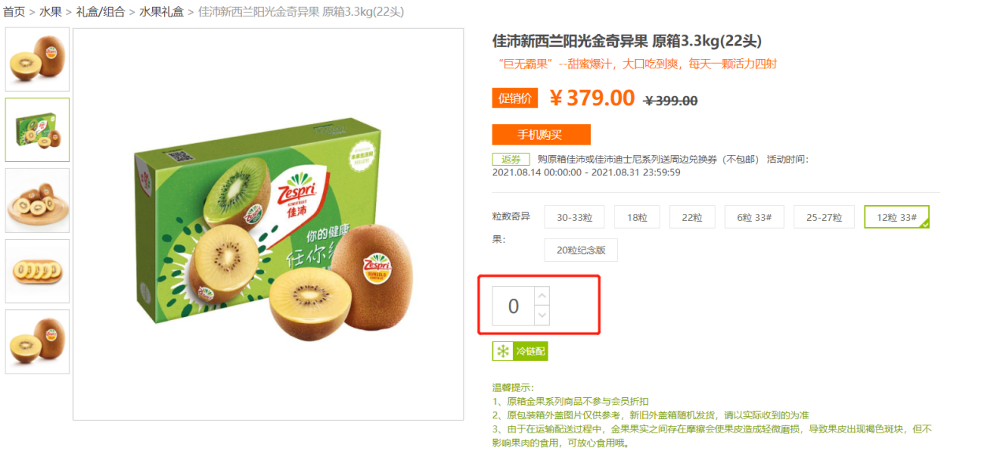 首页 > 水果 > 礼盒/组合 > 水果礼盒 > 佳沛新西兰阳光金奇异果 原箱3.3kg(22头)
Zespri
佳沛
你的健康
任你
Zespri
佳沛新西兰阳光金奇异果 原箱3.3kg(22头)
“巨无霸果”--甜蜜爆汁，大口吃到爽，每天一颗活力四射
促销价 ￥379.00 ￥399.00
手机购买
返券 购原箱佳沛或佳沛迪士尼系列送周边兑换券（不包邮） 活动时间：
2021.08.14 00:00:00 - 2021.08.31 23:59:59
粒数奇异
果：
30-33粒 18粒 22粒 6粒 33# 25-27粒 12粒 33#
20粒纪念版
0
冷链配
温馨提示：
1、原箱金果系列商品不参与会员折扣
2、原包装箱外盖图片仅供参考，新旧外盖箱随机发货，请以实际收到的为准
3、由于在运输配送过程中，金果果实之间存在摩擦会使果皮造成轻微磨损，导致果皮出现褐色斑块，但不
影响果肉的食用，可放心食用哦。